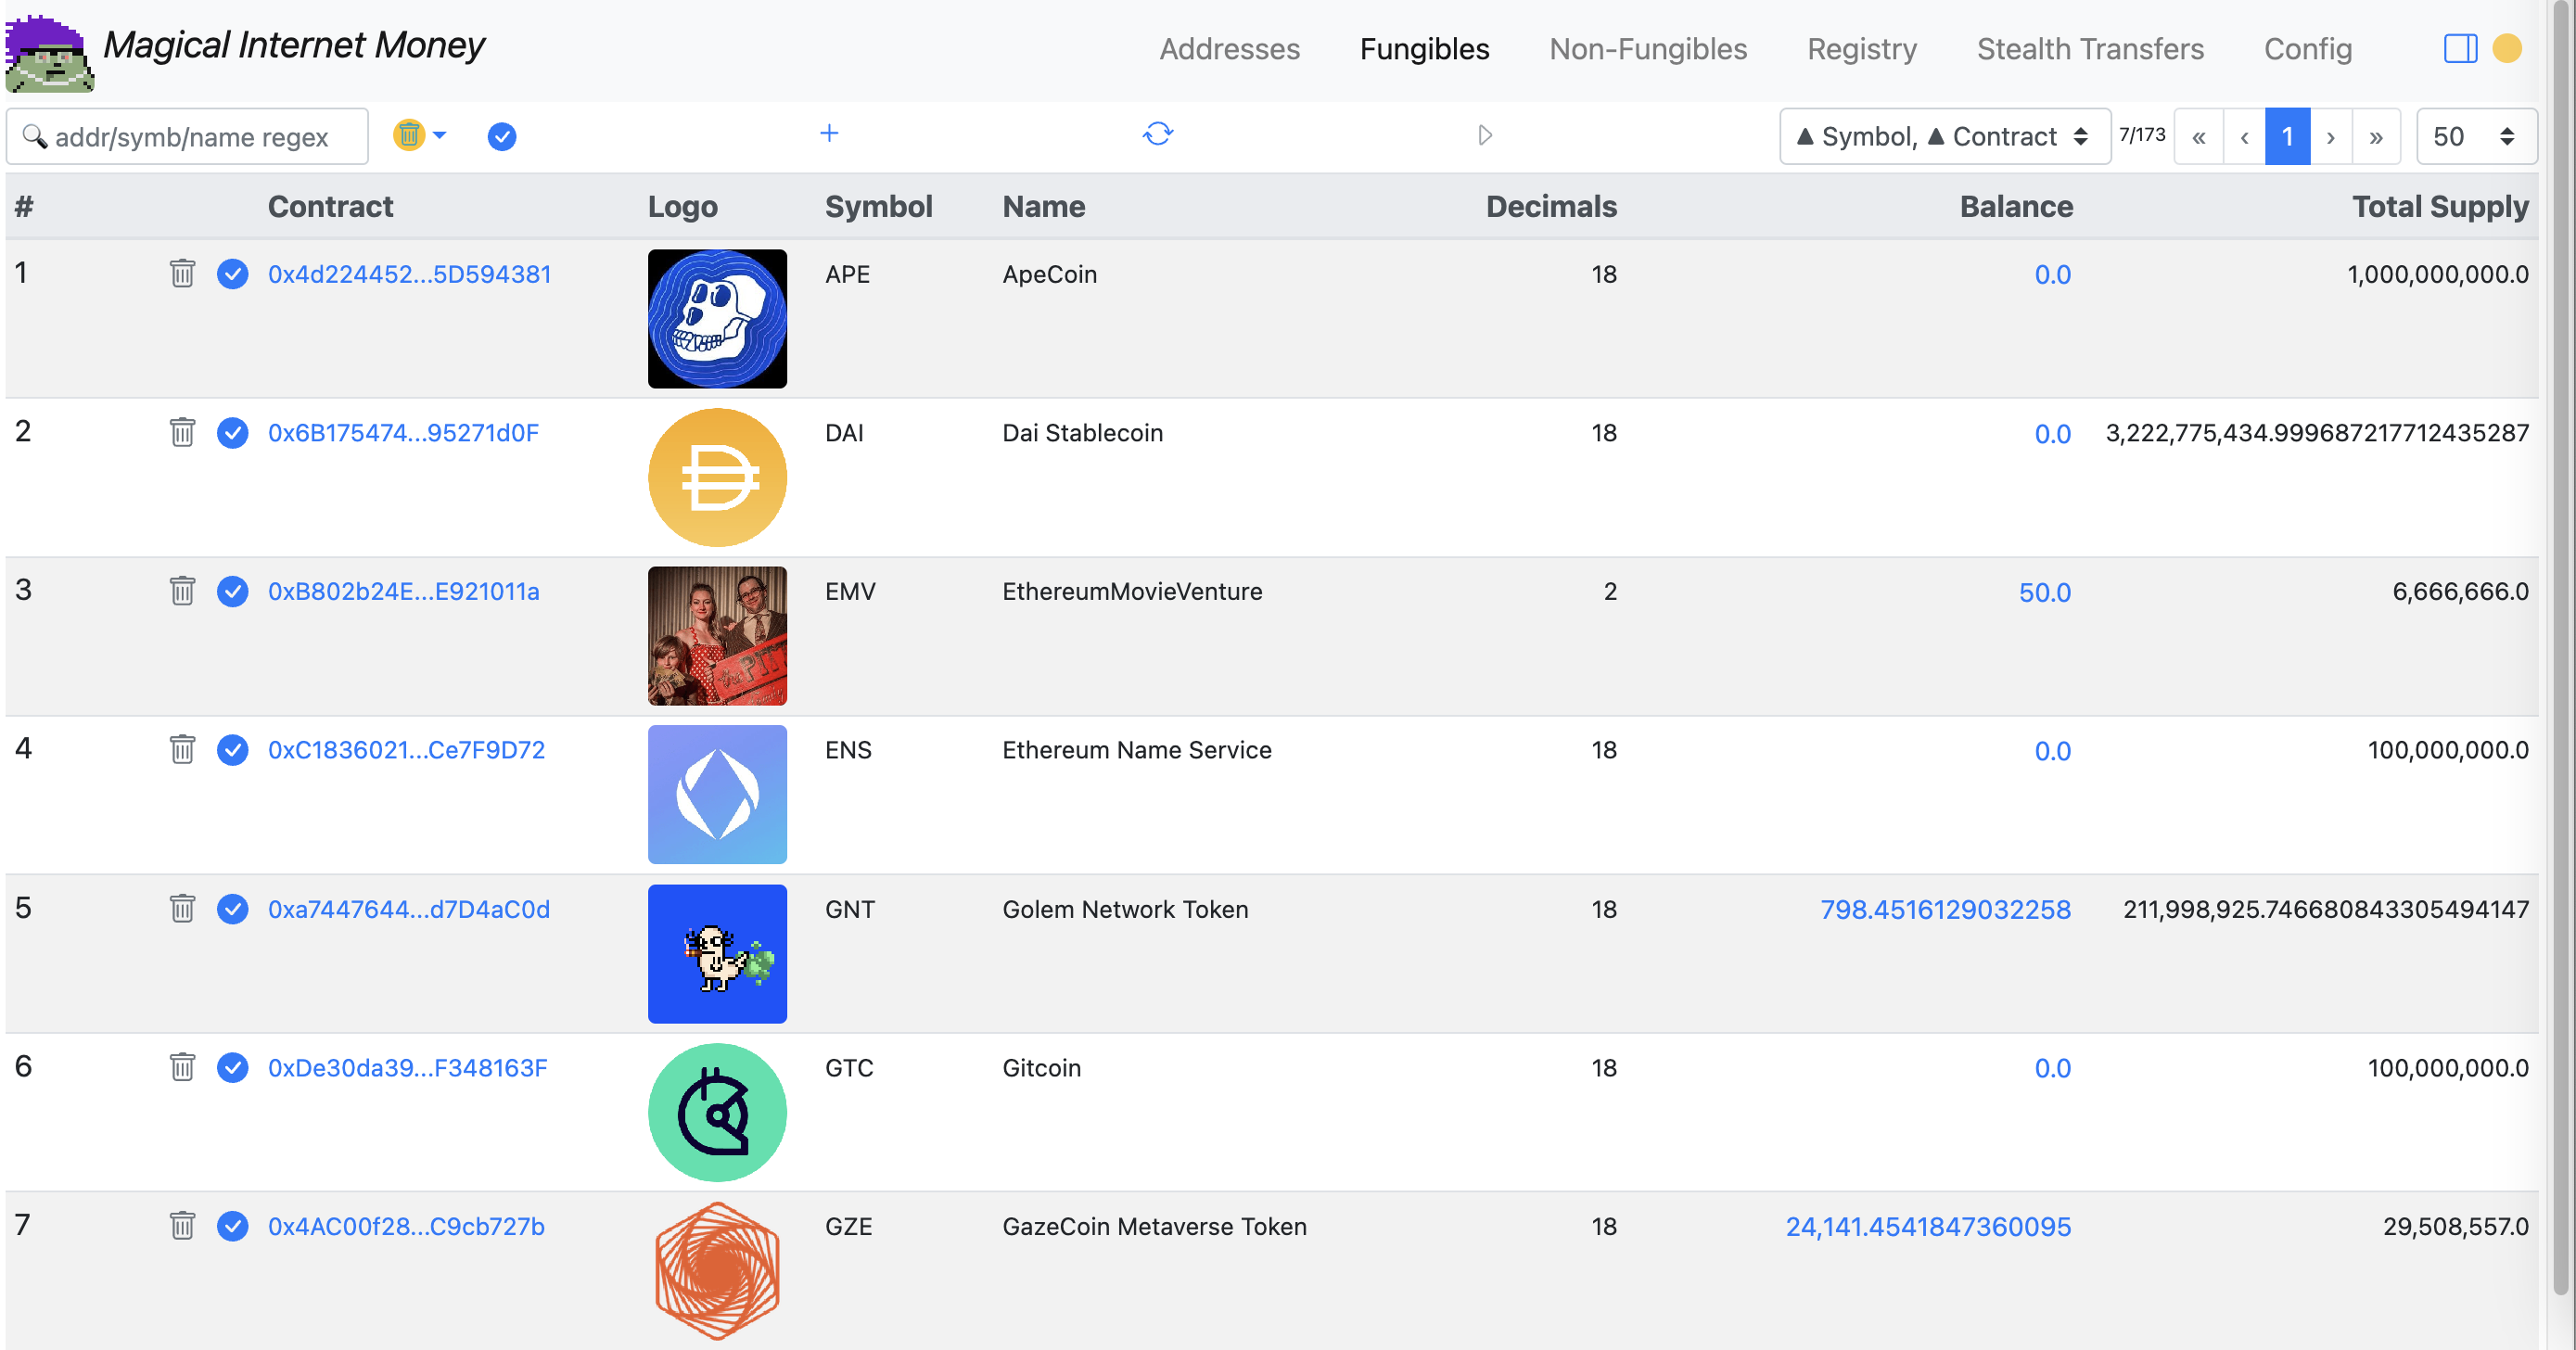 Magical Internet Money Addresses Fungibles Non-Fungibles Registry Stealth Transfers Config
addr/symb/name regex + ▲ Symbol, ▲ Contract 7/173 « ‹ 1 › » 50
# Contract Logo Symbol Name Decimals Balance Total Supply
1 0x4d224452...5D594381 APE ApeCoin 18 0.0 1,000,000,000.0
2 0x6B175474...95271d0F DAI Dai Stablecoin 18 0.0 3,222,775,434.999687217712435287
3 0xB802b24E...E921011a EMV EthereumMovieVenture 2 50.0 6,666,666.0
4 0xC1836021...Ce7F9D72 ENS Ethereum Name Service 18 0.0 100,000,000.0
5 0xa7447644...d7D4aC0d GNT Golem Network Token 18 798.4516129032258 211,998,925.746680843305494147
6 0xDe30da39...F348163F GTC Gitcoin 18 0.0 100,000,000.0
7 0x4AC00f28...C9cb727b GZE GazeCoin Metaverse Token 18 24,141.4541847360095 29,508,557.0